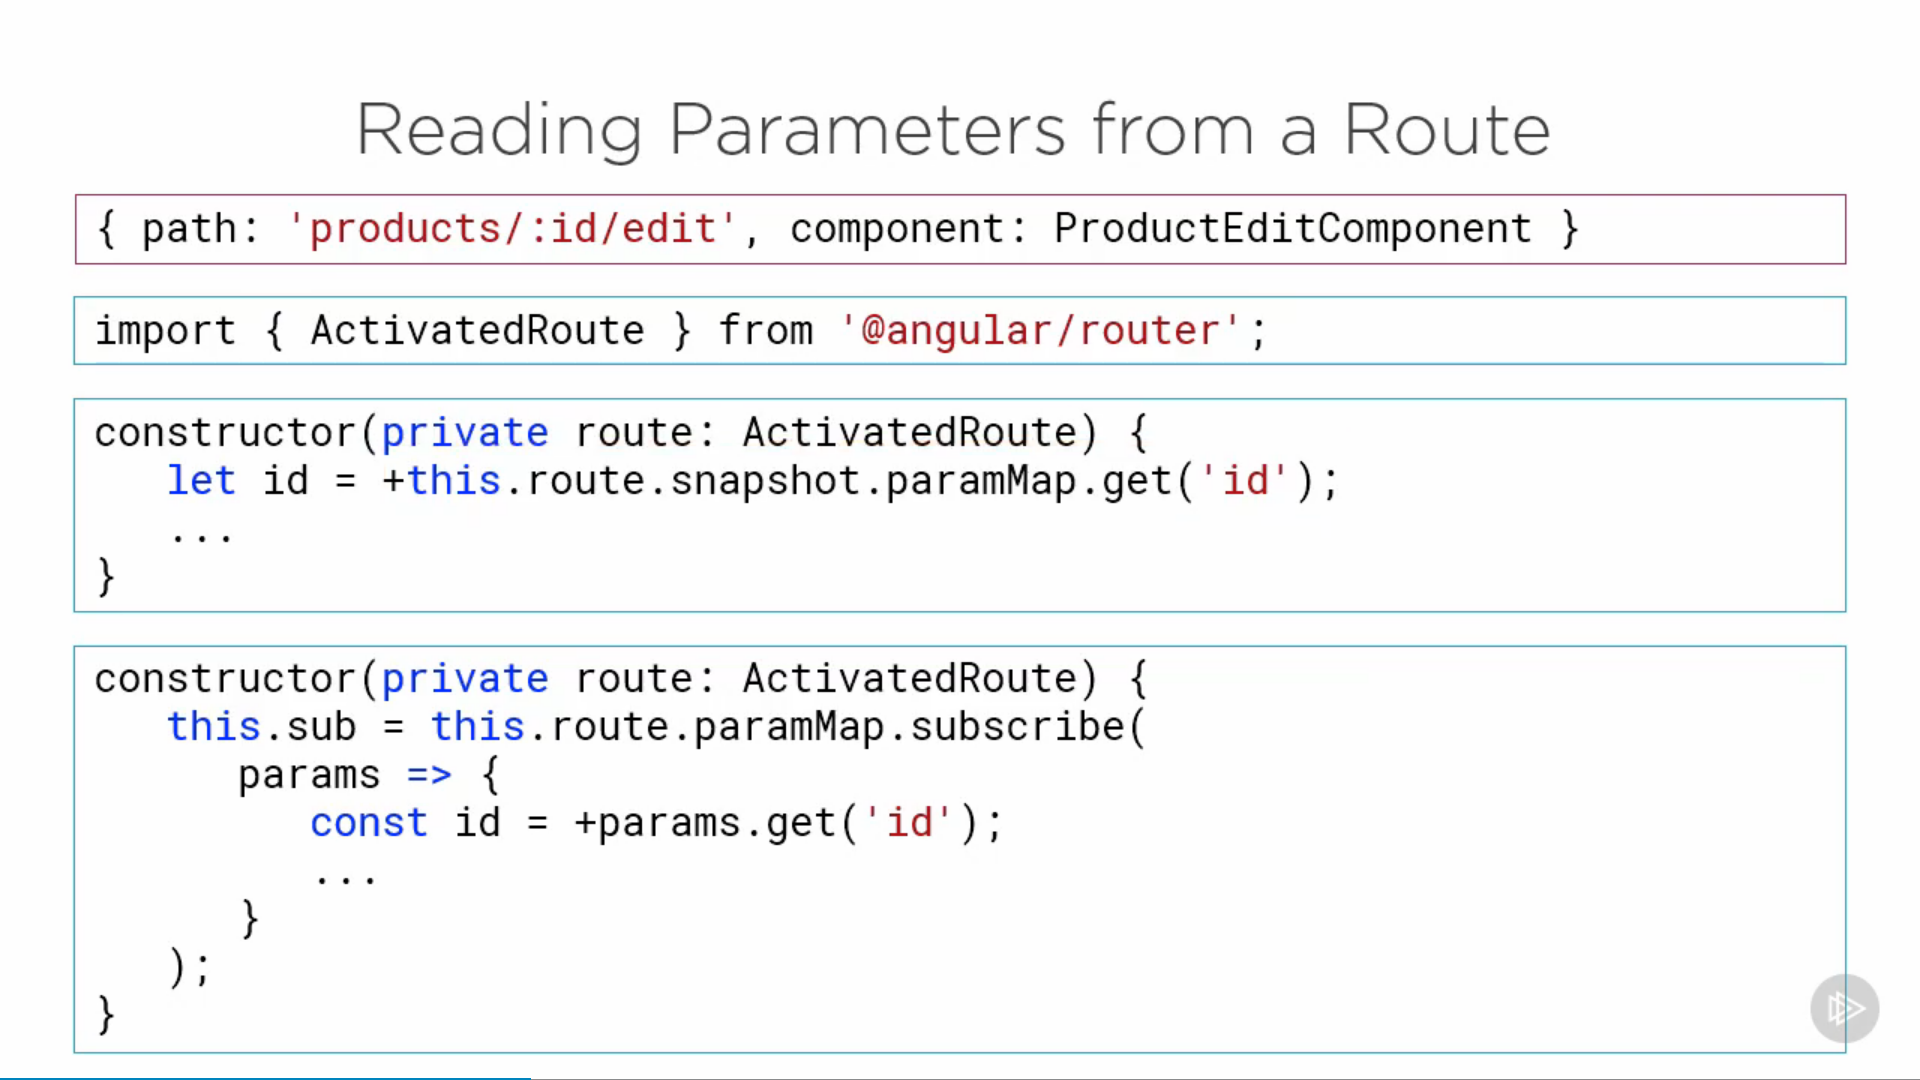 Reading Parameters from a Route
{ path: 'products/:id/edit', component: ProductEditComponent }
import { ActivatedRoute } from '@angular/router';
constructor(private route: ActivatedRoute) {
   let id = +this.route.snapshot.paramMap.get('id');
   ...
}
constructor(private route: ActivatedRoute) {
   this.sub = this.route.paramMap.subscribe(
      params => {
         const id = +params.get('id');
         ...
      }
   );
}